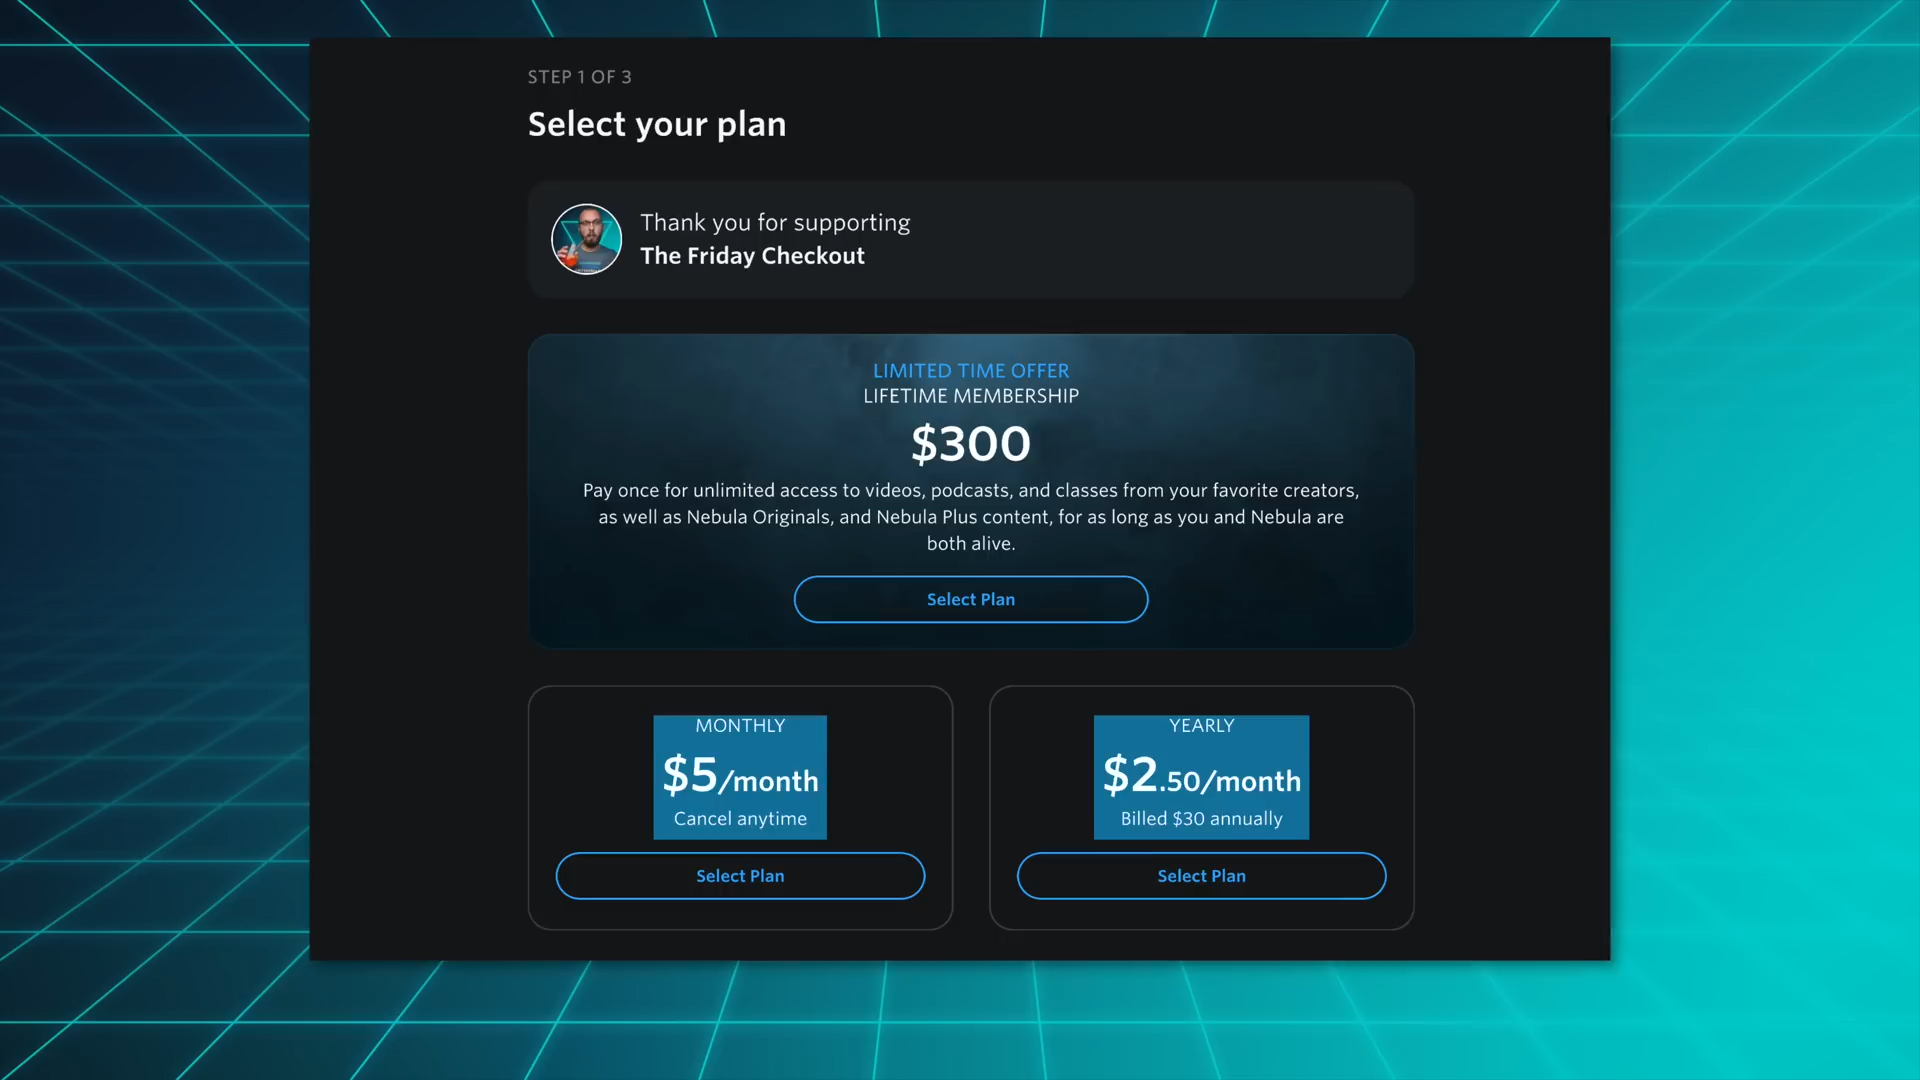 STEP 1 OF 3
Select your plan
Thank you for supporting
The Friday Checkout
LIMITED TIME OFFER
LIFETIME MEMBERSHIP
$300
Pay once for unlimited access to videos, podcasts, and classes from your favorite creators,
as well as Nebula Originals, and Nebula Plus content, for as long as you and Nebula are
both alive.
Select Plan
MONTHLY
$5/month
Cancel anytime
Select Plan
YEARLY
$2.50/month
Billed $30 annually
Select Plan